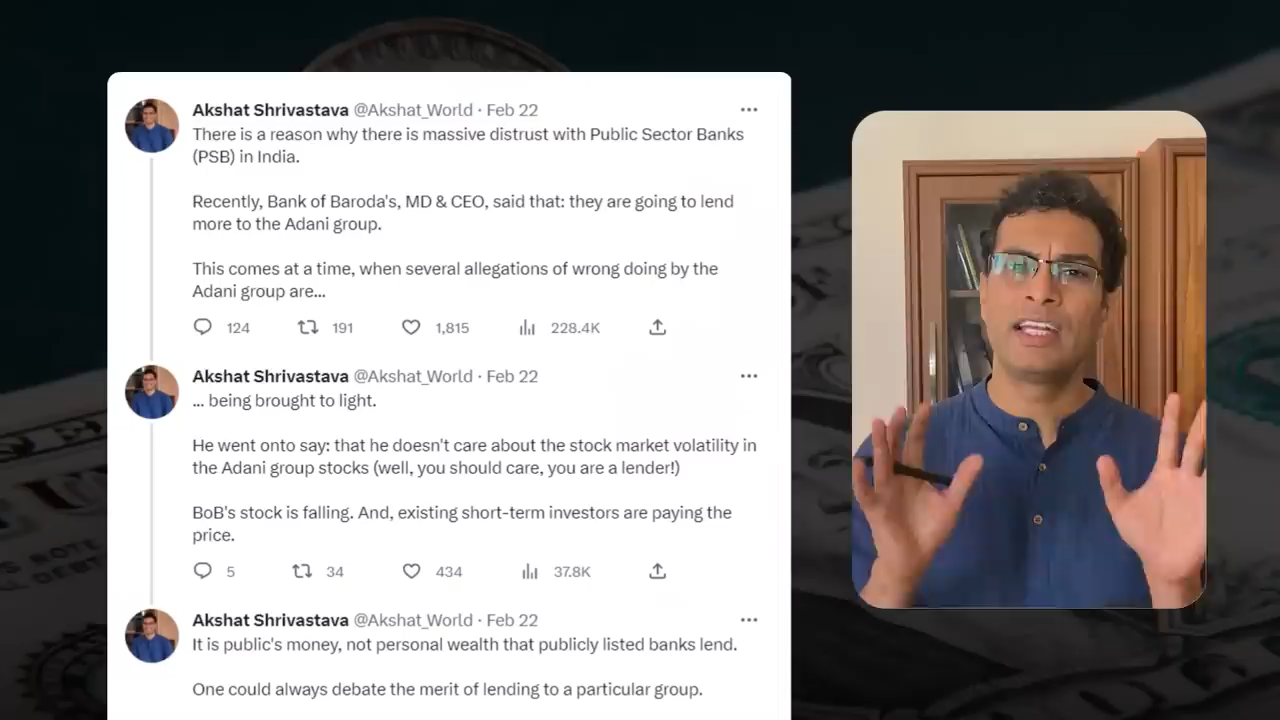 Akshat Shrivastava @Akshat_World · Feb 22
There is a reason why there is massive distrust with Public Sector Banks
(PSB) in India.
Recently, Bank of Baroda's, MD & CEO, said that: they are going to lend
more to the Adani group.
This comes at a time, when several allegations of wrong doing by the
Adani group are...
124 191 1,815 228.4K
Akshat Shrivastava @Akshat_World · Feb 22
... being brought to light.
He went onto say: that he doesn't care about the stock market volatility in
the Adani group stocks (well, you should care, you are a lender!)
BoB's stock is falling. And, existing short-term investors are paying the
price.
5 34 434 37.8K
Akshat Shrivastava @Akshat_World · Feb 22
It is public's money, not personal wealth that publicly listed banks lend.
One could always debate the merit of lending to a particular group.